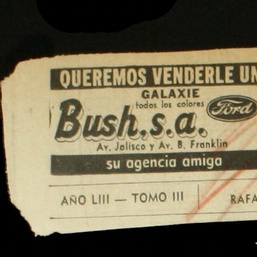 QUEREMOS VENDERLE UN
GALAXIE
todos los colores
Ford
Bush.s.a.
Av. Jalisco y Av. B. Franklin
su agencia amiga
AÑO LIII — TOMO III
RAFA